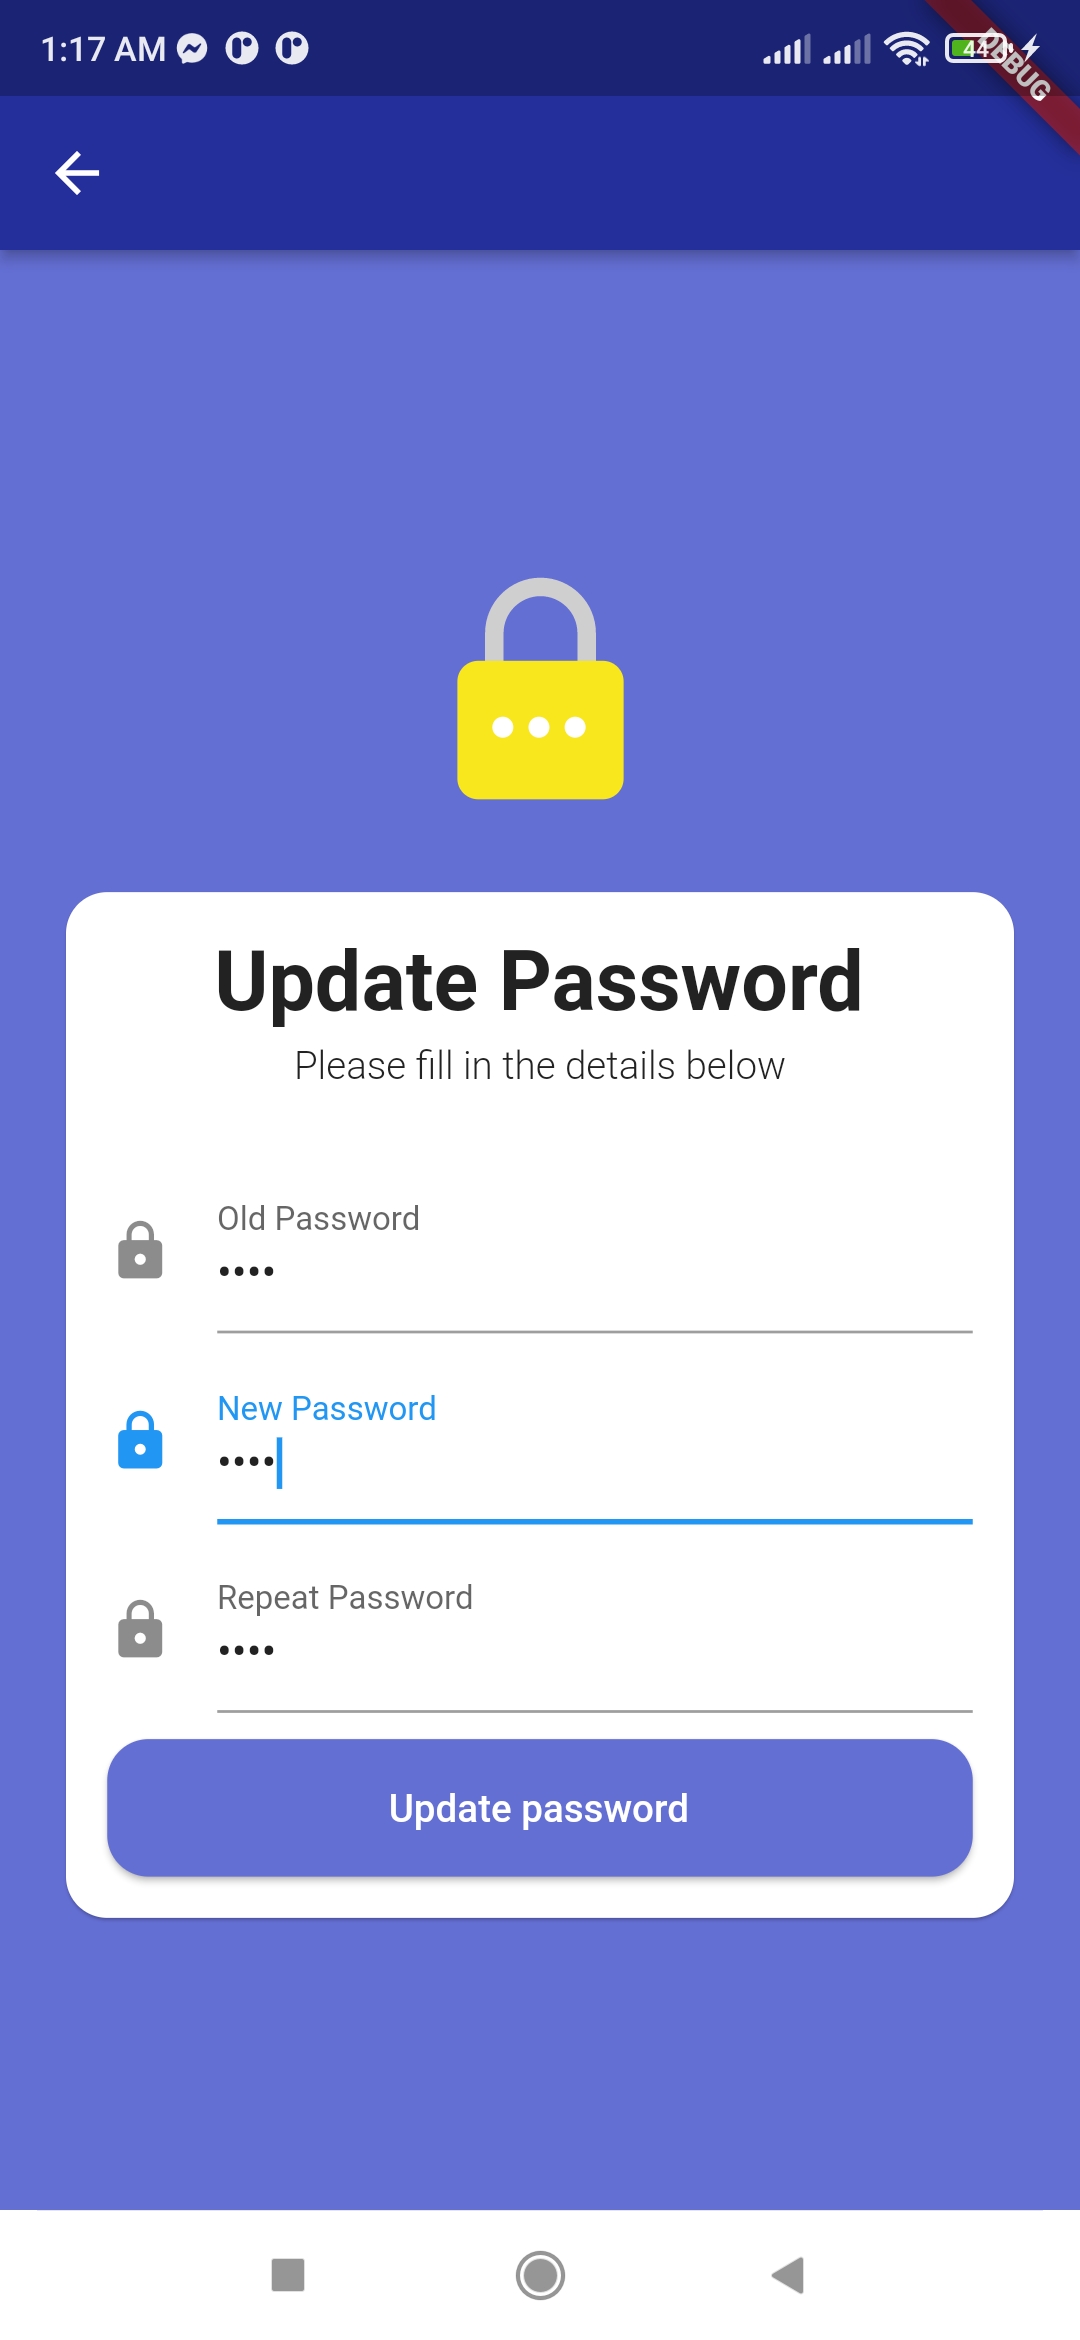 1:17 AM
44
DEBUG
Update Password
Please fill in the details below
Old Password
••••
New Password
••••
Repeat Password
••••
Update password